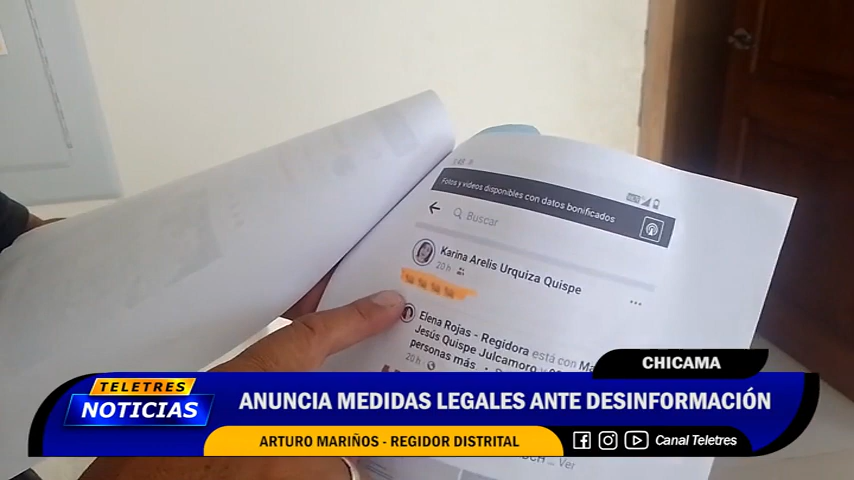 1:48
Fotos y videos disponibles con datos bonificados
Buscar
Karina Arelis Urquiza Quispe
20 h
Elena Rojas - Regidora está con
Jesús Quispe Julcamoro y
personas más.
20 h
Ver
CHICAMA
TELETRES
NOTICIAS
ANUNCIA MEDIDAS LEGALES ANTE DESINFORMACIÓN
ARTURO MARIÑOS - REGIDOR DISTRITAL
Canal Teletres